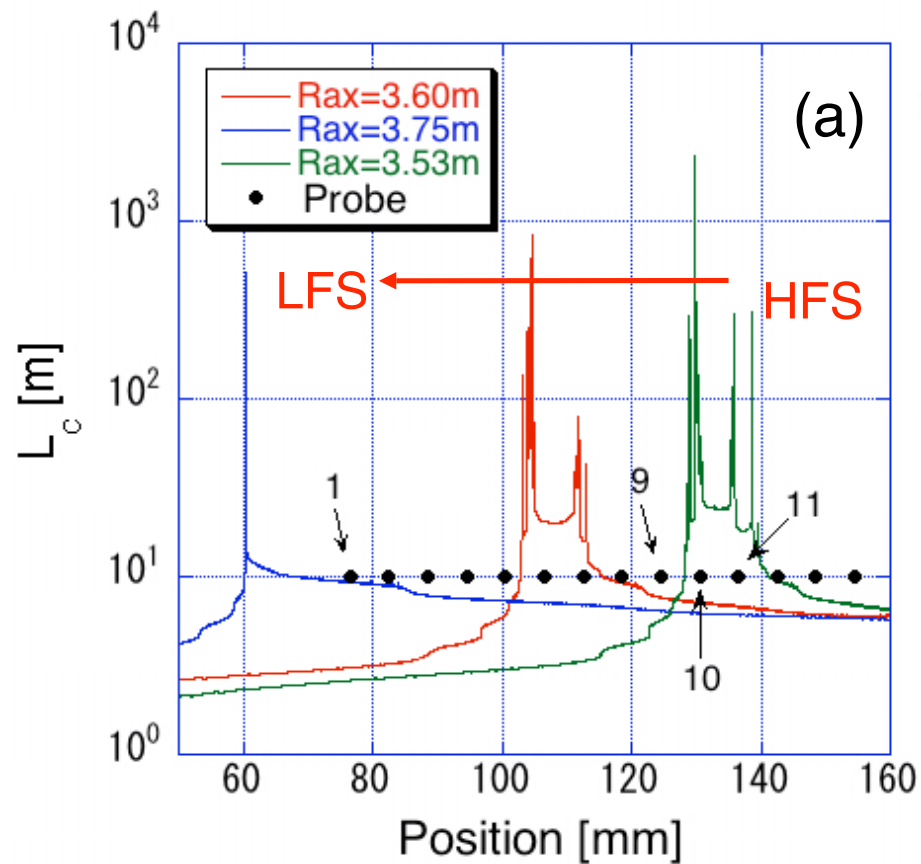 10⁴
Rax=3.60m
Rax=3.75m
Rax=3.53m
Probe
(a)
10³
LFS
HFS
10²
L_c [m]
1
9
11
10¹
10
10⁰
60 80 100 120 140 160
Position [mm]